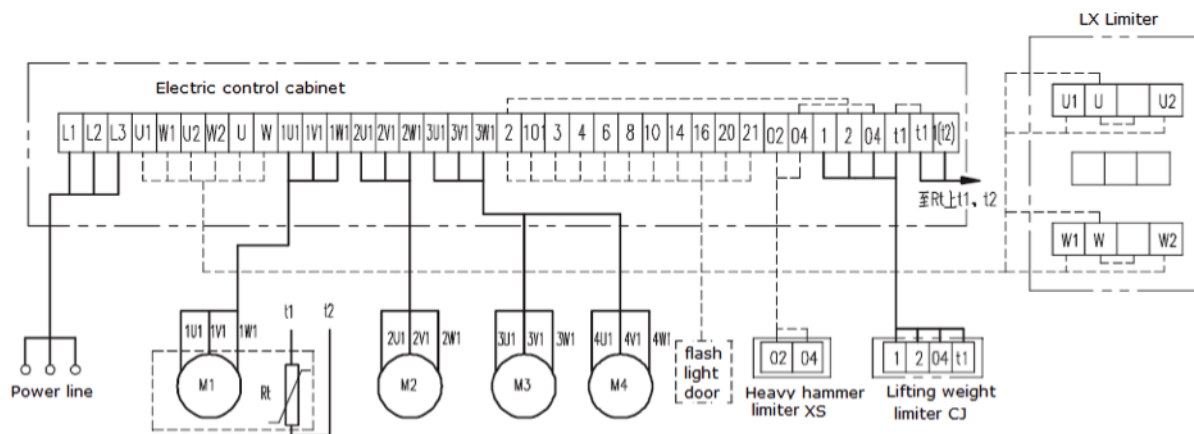 LX Limiter
Electric control cabinet
L1 L2 L3 U1 W1 U2 W2 U W 1U1 1V1 1W1 2U1 2V1 2W1 3U1 3V1 3W1 2 101 3 4 6 8 10 14 16 20 21 02 04 1 2 04 t1 t1 1(t2)
U1 U U2
至Rt上t1、t2
W1 W W2
t1 t2
1U1 1V1 1W1
2U1 2V1 2W1
3U1 3V1 3W1
4U1 4V1 4W1
M1
Rt
M2
M3
M4
flash
light
door
02 04
1 2 04 t1
Power line
Heavy hammer
limiter XS
Lifting weight
limiter CJ